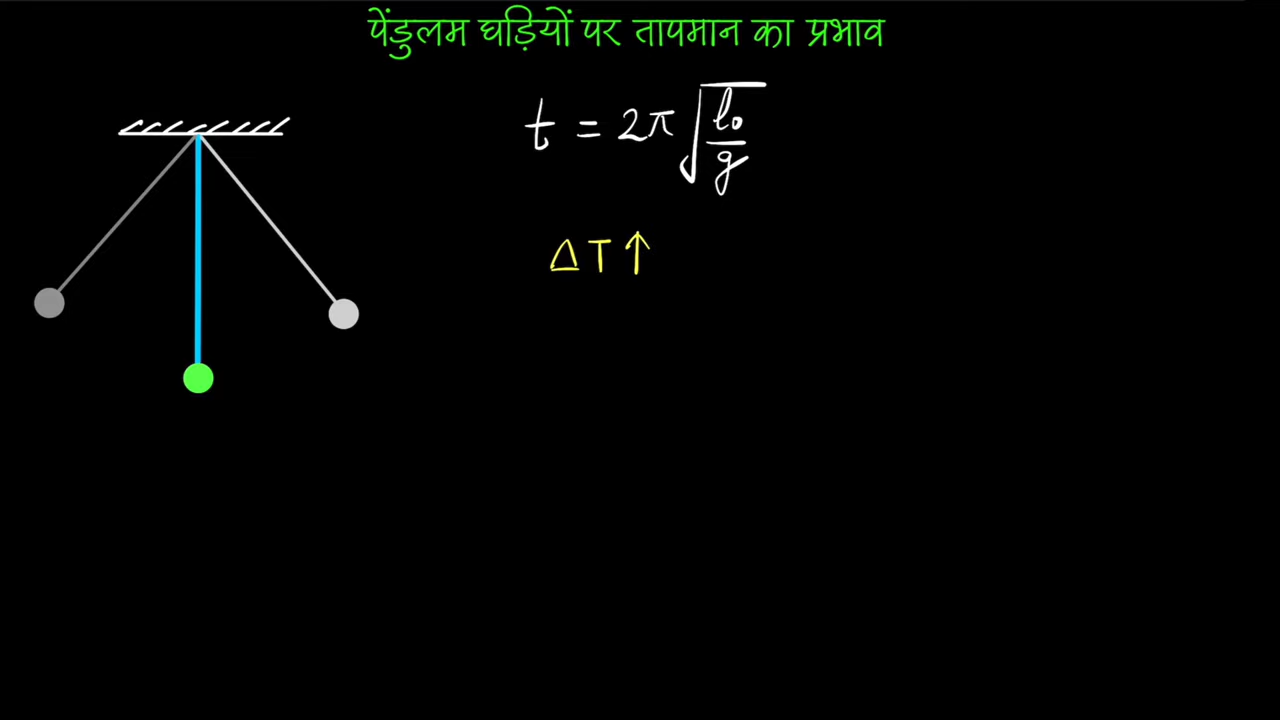 पेंडुलम घड़ियों पर तापमान का प्रभाव
t = 2π√(l₀/g)
ΔT↑